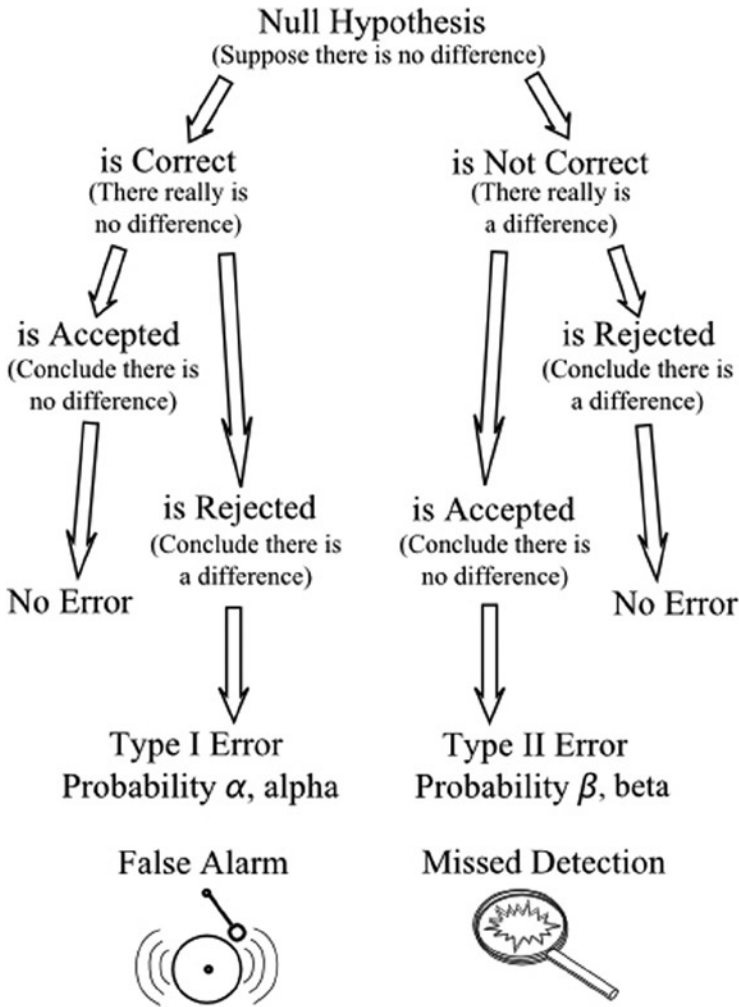 Null Hypothesis
(Suppose there is no difference)
is Correct
(There really is
no difference)
is Not Correct
(There really is
a difference)
is Accepted
(Conclude there is
no difference)
is Rejected
(Conclude there is
a difference)
is Rejected
(Conclude there is
a difference)
is Accepted
(Conclude there is
no difference)
No Error
No Error
Type I Error
Probability α, alpha
Type II Error
Probability β, beta
False Alarm
Missed Detection